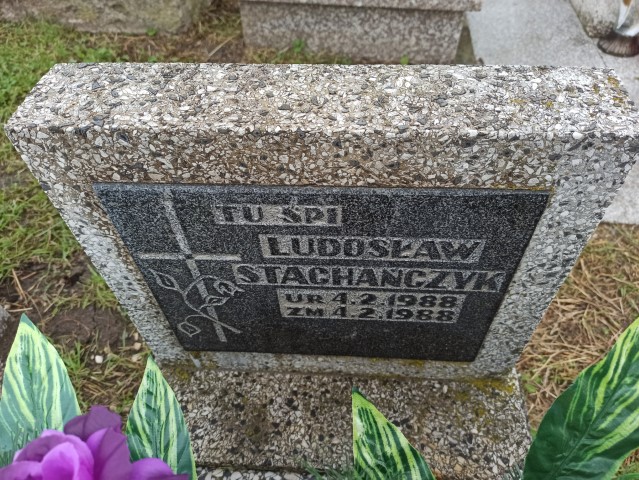 TU ŚPI
LUDOSŁAW
STACHAŃCZYK
UR 4.2.1988
ZM 4.2.1988